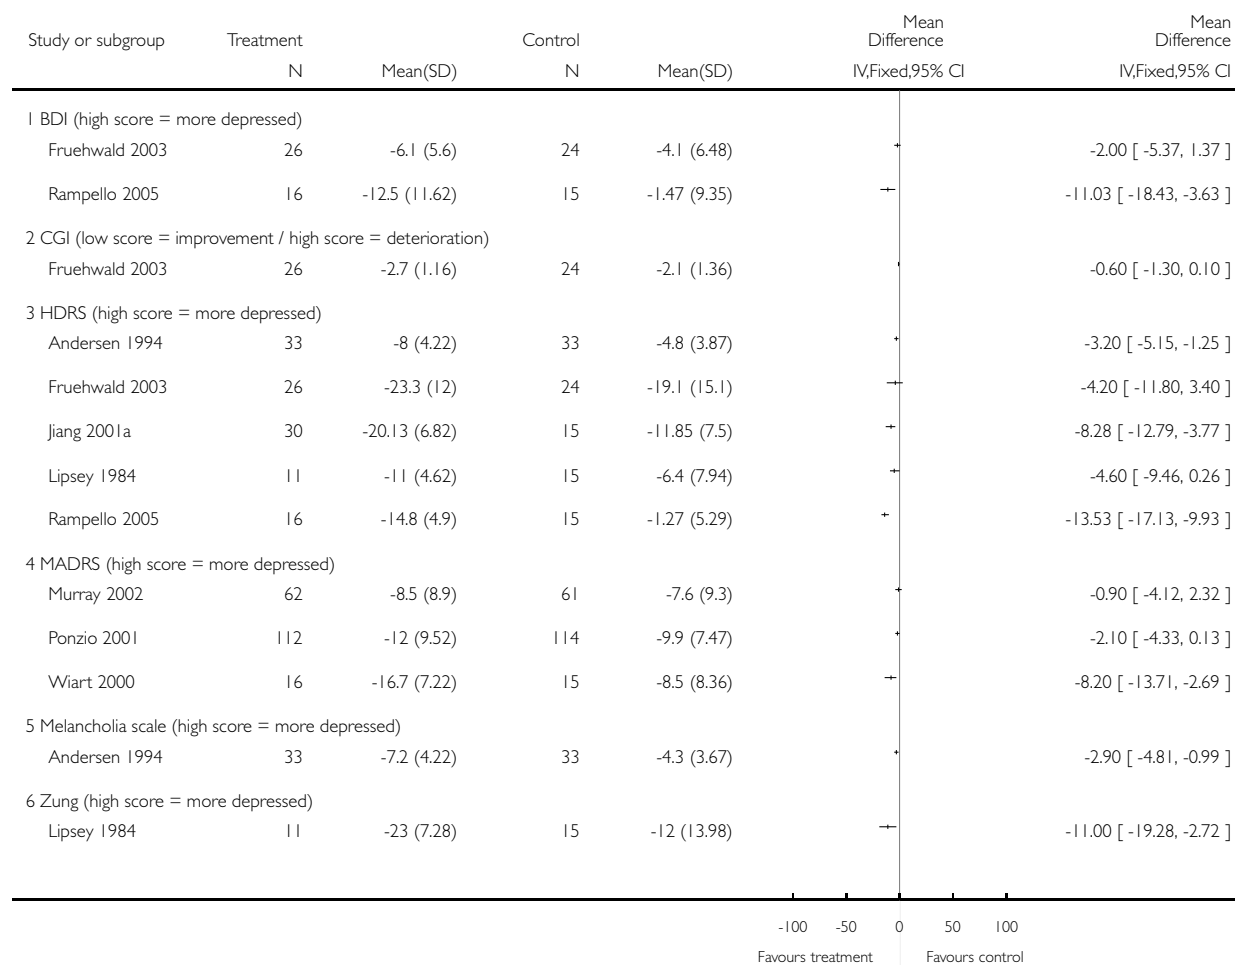 Study or subgroup Treatment Control Mean Difference Mean Difference
N Mean(SD) N Mean(SD) IV,Fixed,95% CI IV,Fixed,95% CI
1 BDI (high score = more depressed)
Fruehwald 2003 26 -6.1 (5.6) 24 -4.1 (6.48) -2.00 [ -5.37, 1.37 ]
Rampello 2005 16 -12.5 (11.62) 15 -1.47 (9.35) -11.03 [ -18.43, -3.63 ]
2 CGI (low score = improvement / high score = deterioration)
Fruehwald 2003 26 -2.7 (1.16) 24 -2.1 (1.36) -0.60 [ -1.30, 0.10 ]
3 HDRS (high score = more depressed)
Andersen 1994 33 -8 (4.22) 33 -4.8 (3.87) -3.20 [ -5.15, -1.25 ]
Fruehwald 2003 26 -23.3 (12) 24 -19.1 (15.1) -4.20 [ -11.80, 3.40 ]
Jiang 2001a 30 -20.13 (6.82) 15 -11.85 (7.5) -8.28 [ -12.79, -3.77 ]
Lipsey 1984 11 -11 (4.62) 15 -6.4 (7.94) -4.60 [ -9.46, 0.26 ]
Rampello 2005 16 -14.8 (4.9) 15 -1.27 (5.29) -13.53 [ -17.13, -9.93 ]
4 MADRS (high score = more depressed)
Murray 2002 62 -8.5 (8.9) 61 -7.6 (9.3) -0.90 [ -4.12, 2.32 ]
Ponzio 2001 112 -12 (9.52) 114 -9.9 (7.47) -2.10 [ -4.33, 0.13 ]
Wiart 2000 16 -16.7 (7.22) 15 -8.5 (8.36) -8.20 [ -13.71, -2.69 ]
5 Melancholia scale (high score = more depressed)
Andersen 1994 33 -7.2 (4.22) 33 -4.3 (3.67) -2.90 [ -4.81, -0.99 ]
6 Zung (high score = more depressed)
Lipsey 1984 11 -23 (7.28) 15 -12 (13.98) -11.00 [ -19.28, -2.72 ]
-100 -50 0 50 100
Favours treatment Favours control